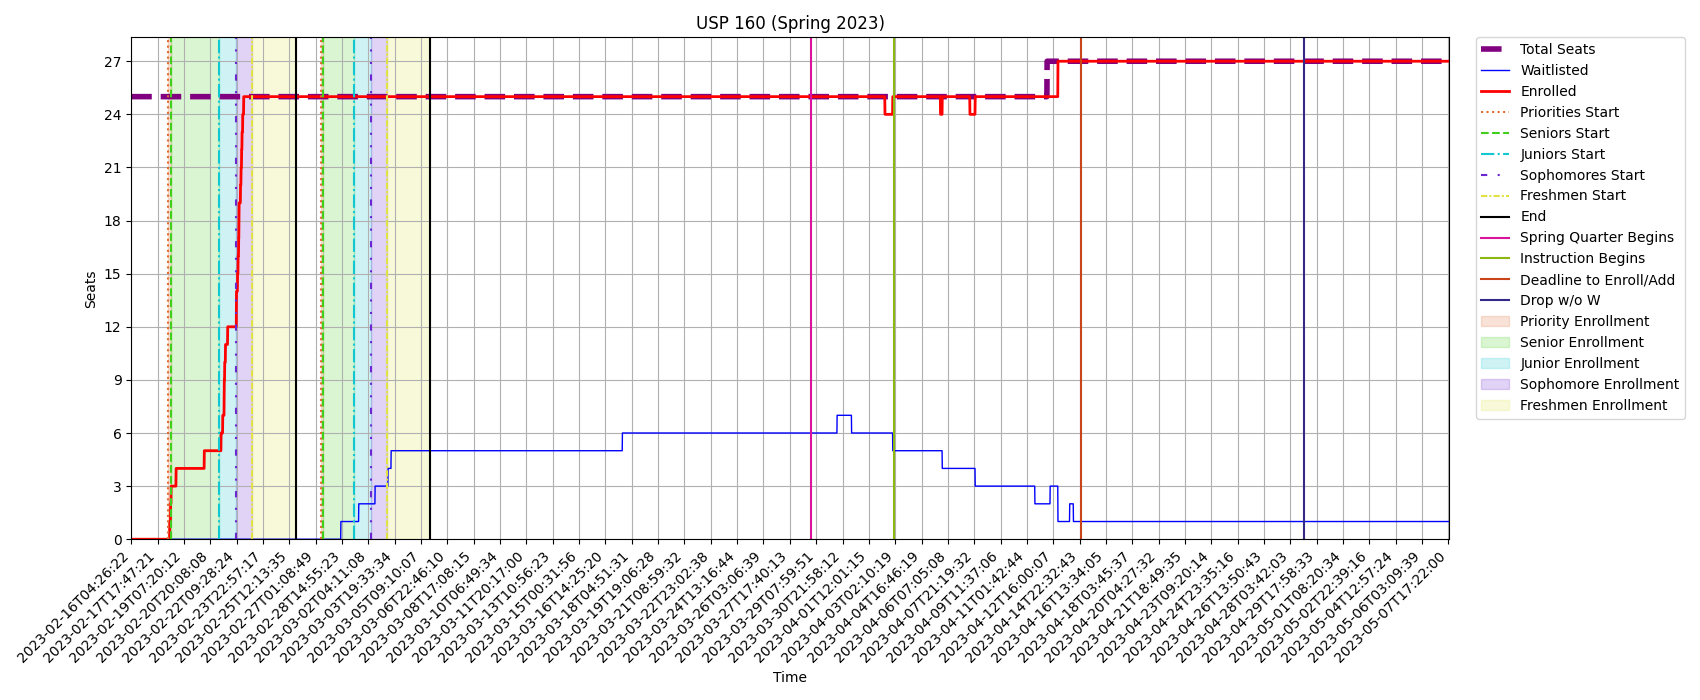 USP 160 (Spring 2023)
Seats
27
24
21
18
15
12
9
6
3
0
2023-02-16T04:26:22
2023-02-17T17:47:21
2023-02-19T07:20:12
2023-02-20T20:08:08
2023-02-22T09:28:24
2023-02-23T22:57:17
2023-02-25T12:13:35
2023-02-27T01:08:49
2023-02-28T14:55:23
2023-03-02T04:11:08
2023-03-03T19:33:34
2023-03-05T09:10:07
2023-03-06T22:46:10
2023-03-08T17:08:15
2023-03-10T06:49:34
2023-03-11T20:17:00
2023-03-13T10:56:23
2023-03-15T00:31:56
2023-03-16T14:25:20
2023-03-18T04:51:31
2023-03-19T19:06:28
2023-03-21T08:59:32
2023-03-22T23:02:38
2023-03-24T13:16:44
2023-03-26T03:06:39
2023-03-27T17:40:13
2023-03-29T07:59:51
2023-03-30T21:58:12
2023-04-01T12:01:15
2023-04-03T02:10:19
2023-04-04T16:46:19
2023-04-06T07:05:08
2023-04-07T21:19:32
2023-04-09T11:37:06
2023-04-11T01:42:44
2023-04-12T16:00:07
2023-04-14T22:32:43
2023-04-16T13:34:05
2023-04-18T03:45:37
2023-04-20T04:27:32
2023-04-21T18:49:35
2023-04-23T09:20:14
2023-04-24T23:35:16
2023-04-26T13:50:43
2023-04-28T03:42:03
2023-04-29T17:58:33
2023-05-01T08:20:34
2023-05-02T22:39:16
2023-05-04T12:57:24
2023-05-06T03:09:39
2023-05-07T17:22:00
Time
Total Seats
Waitlisted
Enrolled
Priorities Start
Seniors Start
Juniors Start
Sophomores Start
Freshmen Start
End
Spring Quarter Begins
Instruction Begins
Deadline to Enroll/Add
Drop w/o W
Priority Enrollment
Senior Enrollment
Junior Enrollment
Sophomore Enrollment
Freshmen Enrollment